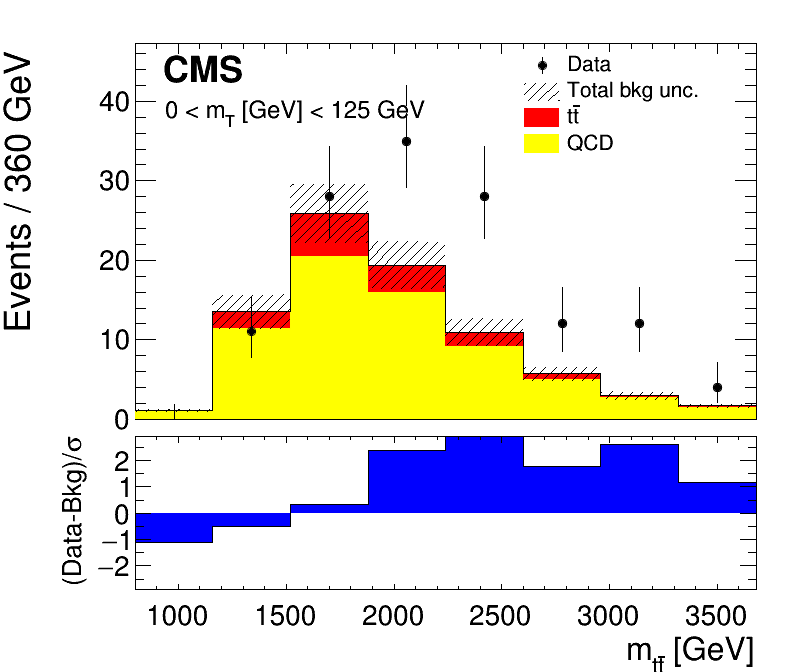 CMS
0 < m_T [GeV] < 125 GeV
Data
Total bkg unc.
tt̄
QCD
Events / 360 GeV
40
30
20
10
0
(Data-Bkg)/σ
2
1
0
−1
−2
1000 1500 2000 2500 3000 3500
m_tt̄ [GeV]